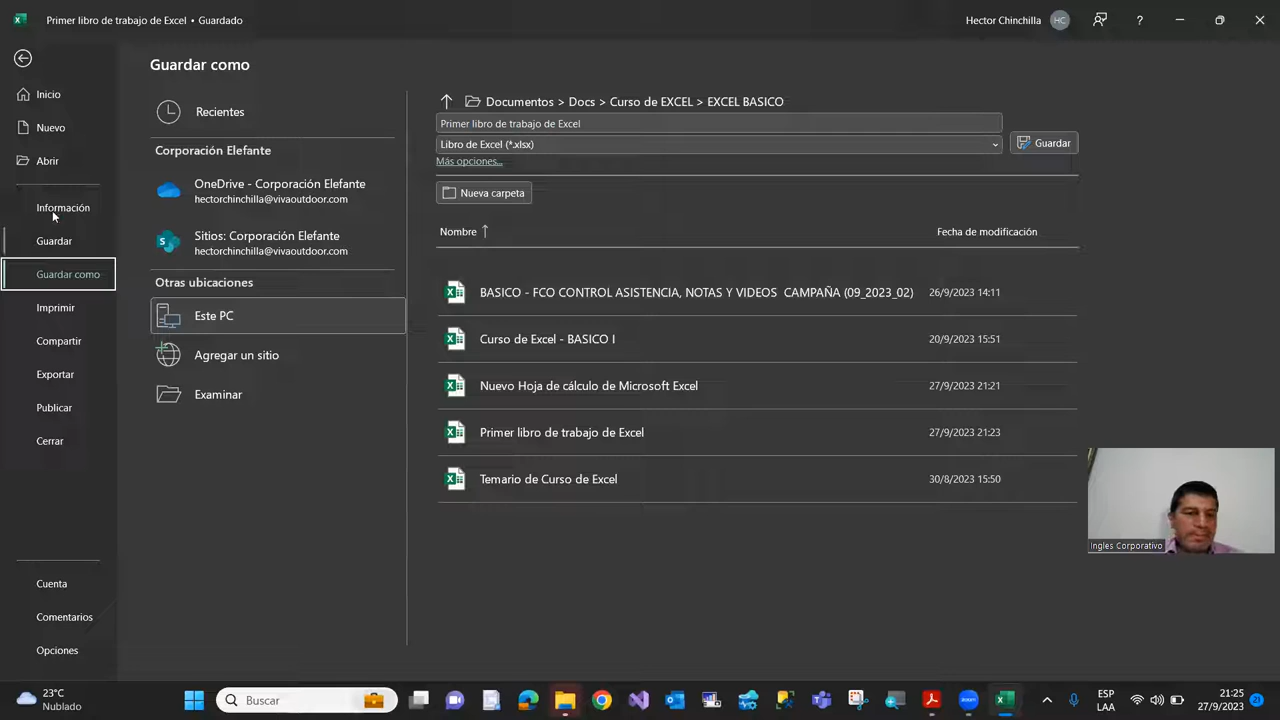 Primer libro de trabajo de Excel • Guardado
Hector Chinchilla
HC
?
Guardar como
Inicio
Nuevo
Abrir
Información
Guardar
Guardar como
Imprimir
Compartir
Exportar
Publicar
Cerrar
Cuenta
Comentarios
Opciones
Recientes
Corporación Elefante
OneDrive - Corporación Elefante
hectorchinchilla@vivaoutdoor.com
Sitios: Corporación Elefante
hectorchinchilla@vivaoutdoor.com
Otras ubicaciones
Este PC
Agregar un sitio
Examinar
Documentos > Docs > Curso de EXCEL > EXCEL BASICO
Primer libro de trabajo de Excel
Libro de Excel (*.xlsx)
Guardar
Más opciones...
Nueva carpeta
Nombre Fecha de modificación
BASICO - FCO CONTROL ASISTENCIA, NOTAS Y VIDEOS CAMPAÑA (09_2023_02) 26/9/2023 14:11
Curso de Excel - BASICO I 20/9/2023 15:51
Nuevo Hoja de cálculo de Microsoft Excel 27/9/2023 21:21
Primer libro de trabajo de Excel 27/9/2023 21:23
Temario de Curso de Excel 30/8/2023 15:50
Ingles Corporativo
23°C
Nublado
Buscar
zoom
ESP
LAA
21:25
27/9/2023
21